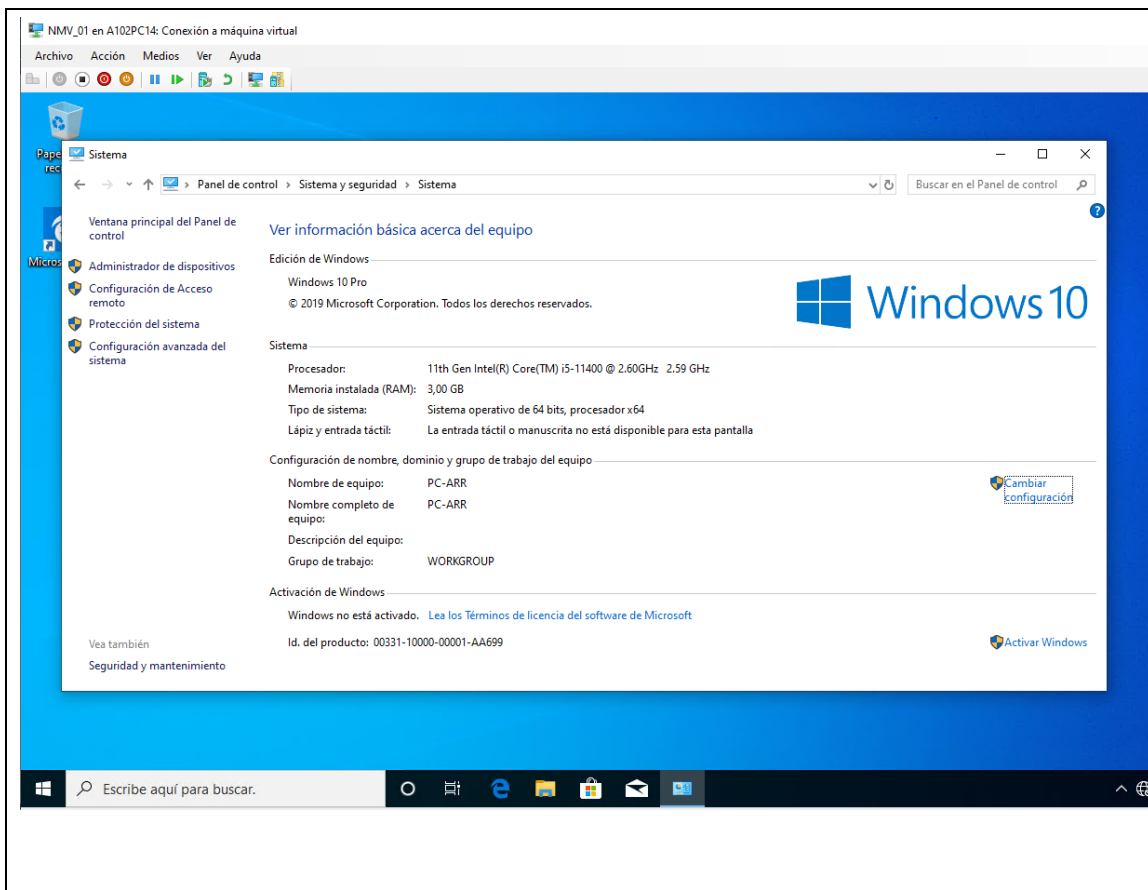 NMV_01 en A102PC14: Conexión a máquina virtual
Archivo Acción Medios Ver Ayuda
Sistema
Panel de control > Sistema y seguridad > Sistema
Buscar en el Panel de control
Ventana principal del Panel de
control
Administrador de dispositivos
Configuración de Acceso
remoto
Protección del sistema
Configuración avanzada del
sistema
Vea también
Seguridad y mantenimiento
Ver información básica acerca del equipo
Edición de Windows
Windows 10 Pro
© 2019 Microsoft Corporation. Todos los derechos reservados.
Windows 10
Sistema
Procesador: 11th Gen Intel(R) Core(TM) i5-11400 @ 2.60GHz 2.59 GHz
Memoria instalada (RAM): 3,00 GB
Tipo de sistema: Sistema operativo de 64 bits, procesador x64
Lápiz y entrada táctil: La entrada táctil o manuscrita no está disponible para esta pantalla
Configuración de nombre, dominio y grupo de trabajo del equipo
Nombre de equipo: PC-ARR
Nombre completo de PC-ARR
equipo:
Descripción del equipo:
Grupo de trabajo: WORKGROUP
Cambiar
configuración
Activación de Windows
Windows no está activado. Lea los Términos de licencia del software de Microsoft
Id. del producto: 00331-10000-00001-AA699
Activar Windows
Pape
rec
Micros
Escribe aquí para buscar.